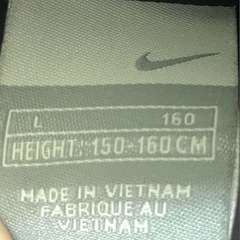 L 160
HEIGHT: 150-160 CM
MADE IN VIETNAM
FABRIQUE AU
VIETNAM